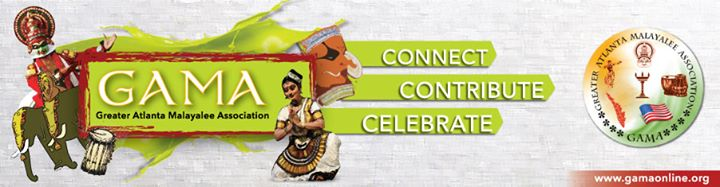 GAMA
Greater Atlanta Malayalee Association
CONNECT
CONTRIBUTE
CELEBRATE
GREATER ATLANTA MALAYALEE ASSOCIATION
GAMA
www.gamaonline.org